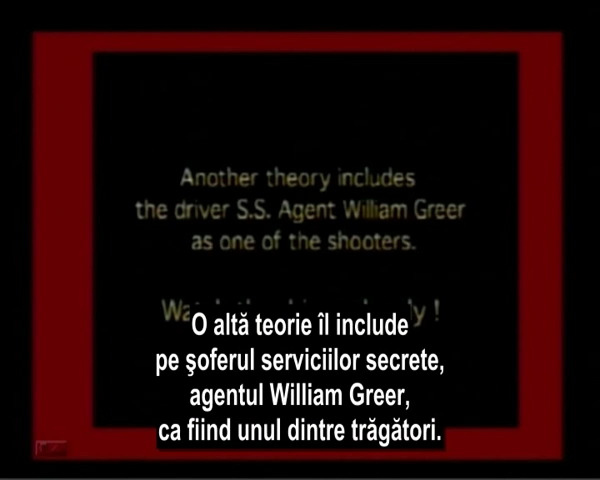 Another theory includes
the driver S.S. Agent William Greer
as one of the shooters.
O altă teorie îl include
pe şoferul serviciilor secrete,
agentul William Greer,
ca fiind unul dintre trăgători.